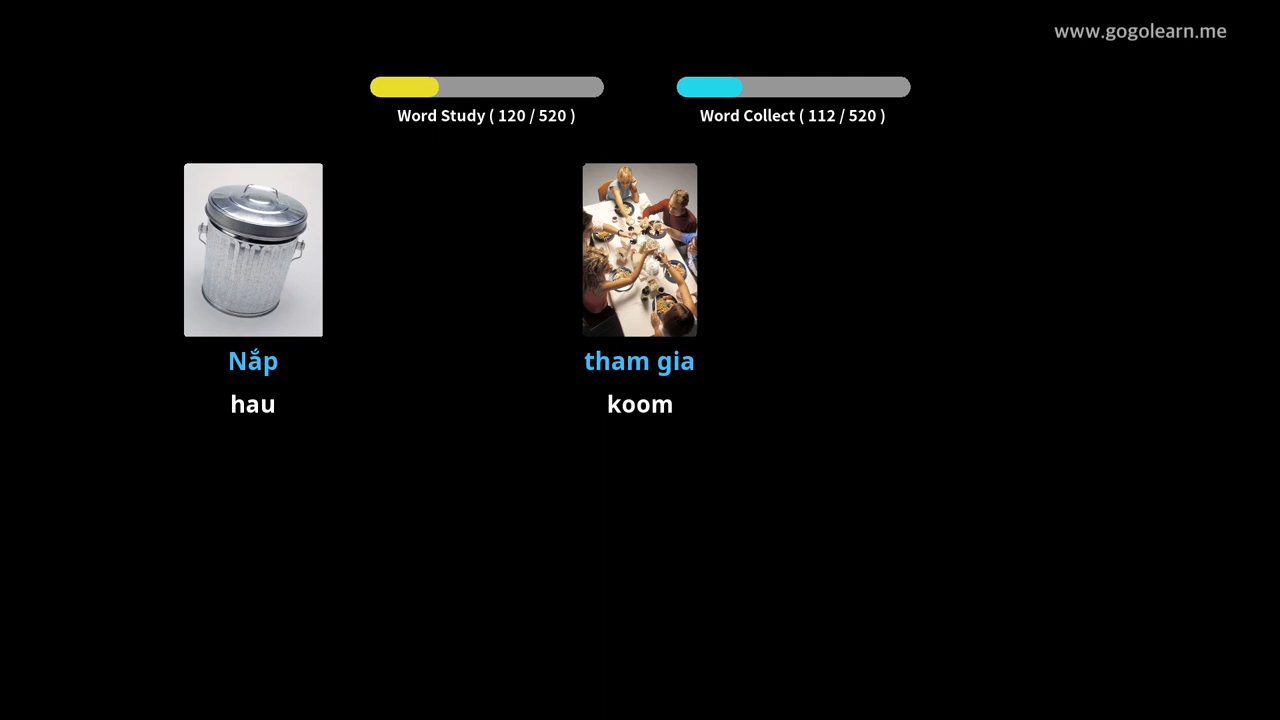 www.gogolearn.me
Word Study ( 120 / 520 )
Word Collect ( 112 / 520 )
Nắp
hau
tham gia
koom